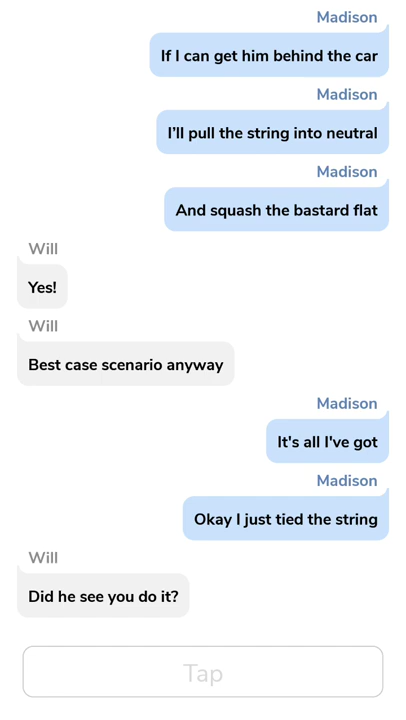 Madison
If I can get him behind the car
Madison
I'll pull the string into neutral
Madison
And squash the bastard flat
Will
Yes!
Will
Best case scenario anyway
Madison
It's all I've got
Madison
Okay I just tied the string
Will
Did he see you do it?
Tap